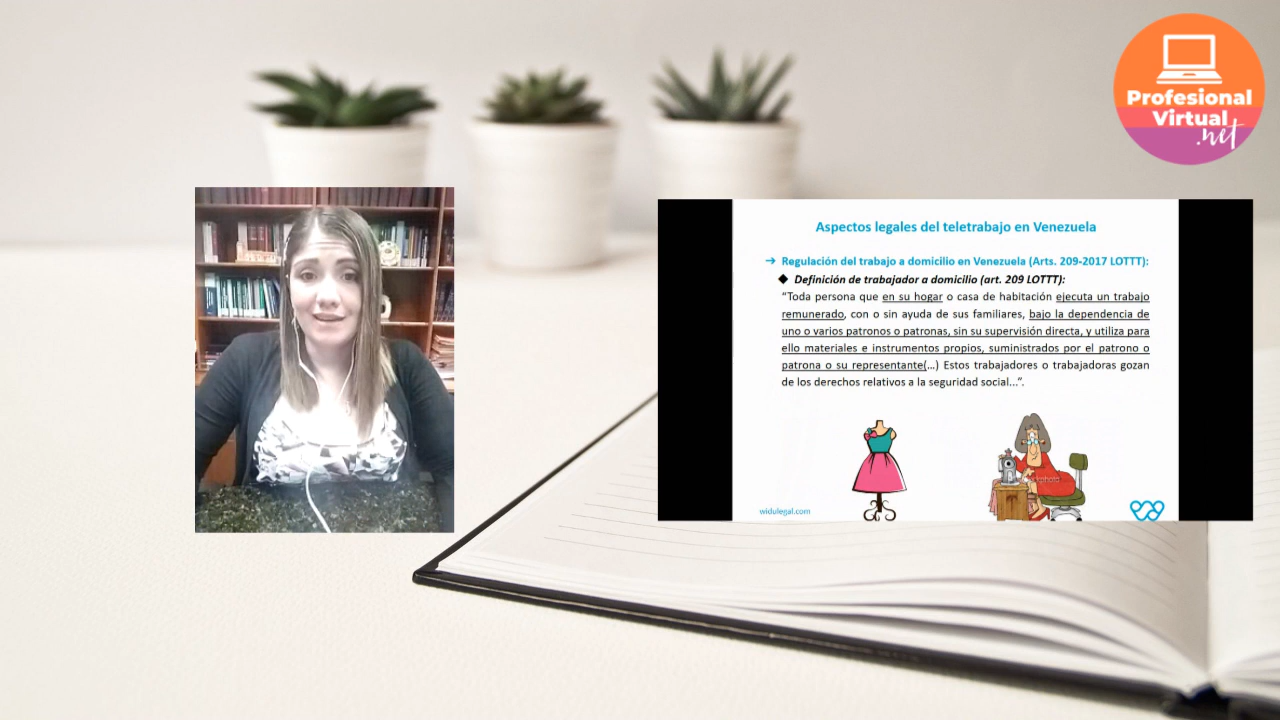 Profesional
Virtual
.net
Aspectos legales del teletrabajo en Venezuela
➔ Regulación del trabajo a domicilio en Venezuela (Arts. 209-2017 LOTTT):
◆ Definición de trabajador a domicilio (art. 209 LOTTT):
“Toda persona que en su hogar o casa de habitación ejecuta un trabajo
remunerado, con o sin ayuda de sus familiares, bajo la dependencia de
uno o varios patronos o patronas, sin su supervisión directa, y utiliza para
ello materiales e instrumentos propios, suministrados por el patrono o
patrona o su representante(...) Estos trabajadores o trabajadoras gozan
de los derechos relativos a la seguridad social...”.
widulegal.com